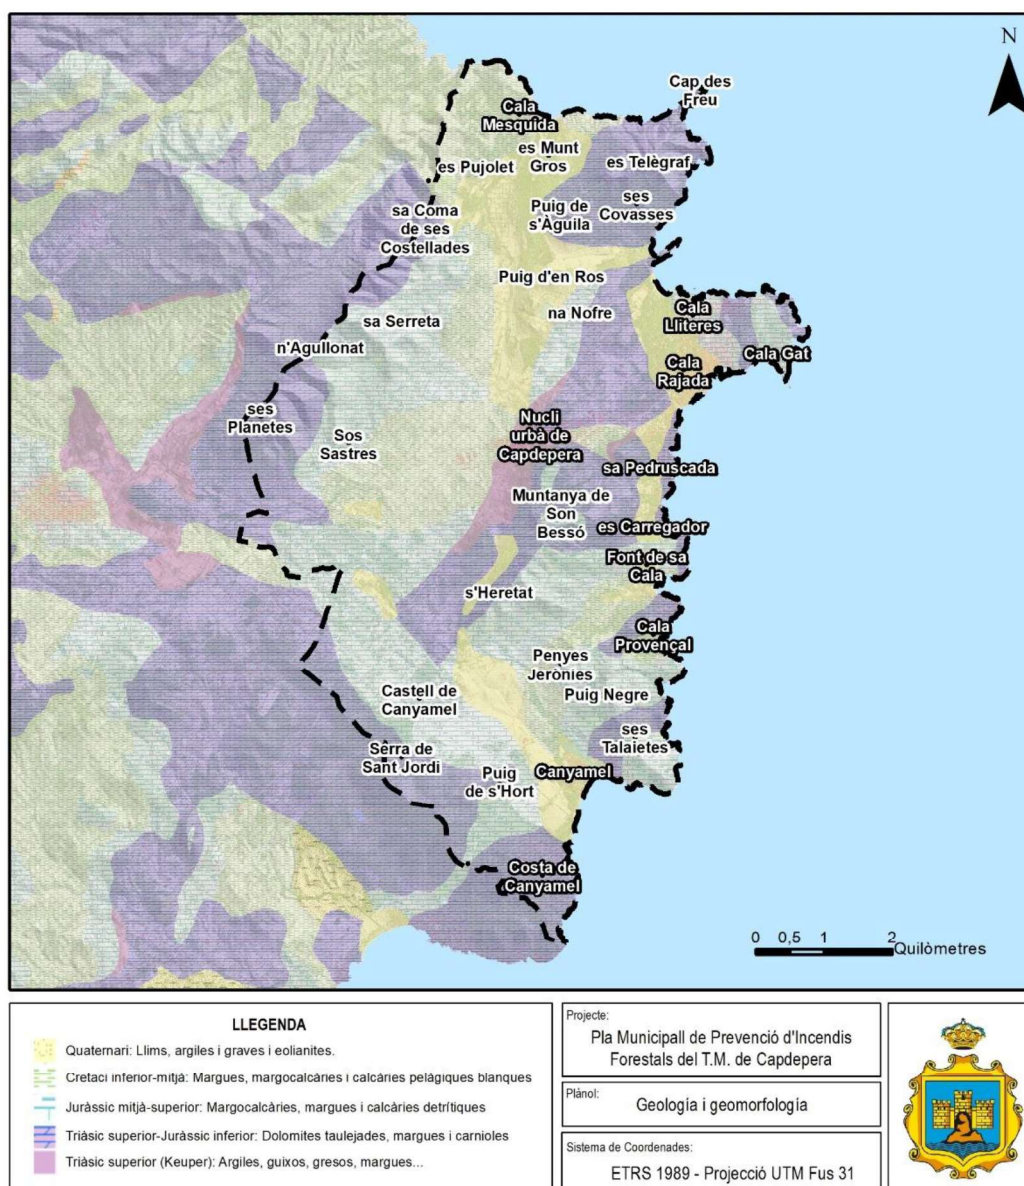 N
Cap des
Freu
Cala
Mesquida
es Munt
Gros
es Pujolet
es Telègraf
ses
Covasses
sa Coma
de ses
Costellades
Puig de
s'Àguila
Puig d'en Ros
na Nofre
Cala
Lliteres
sa Serreta
n'Agullonat
Cala Gat
Cala
Rajada
ses
Planetes
Sos
Sastres
Nucli
urbà de
Capdepera
sa Pedruscada
Muntanya de
Son
Bessó
es Carregador
Font de sa
Cala
s'Heretat
Cala
Provençal
Penyes
Jerònies
Puig Negre
Castell de
Canyamel
ses
Talaietes
Serra de
Sant Jordi
Puig
de s'Hort
Canyamel
Costa de
Canyamel
0 0,5 1 2
Quilòmetres
LLEGENDA
Quaternari: Llims, argiles i graves i eolianites.
Cretaci inferior-mitjà: Margues, margocalcàries i calcàries pelàgiques blanques
Juràssic mitjà-superior: Margocalcàries, margues i calcàries detrítiques
Triàsic superior-Juràssic inferior: Dolomites taulejades, margues i carnioles
Triàsic superior (Keuper): Argiles, guixos, gresos, margues...
Projecte:
Pla Municipall de Prevenció d'Incendis
Forestals del T.M. de Capdepera
Plànol:
Geologia i geomorfologia
Sistema de Coordenades:
ETRS 1989 - Projecció UTM Fus 31